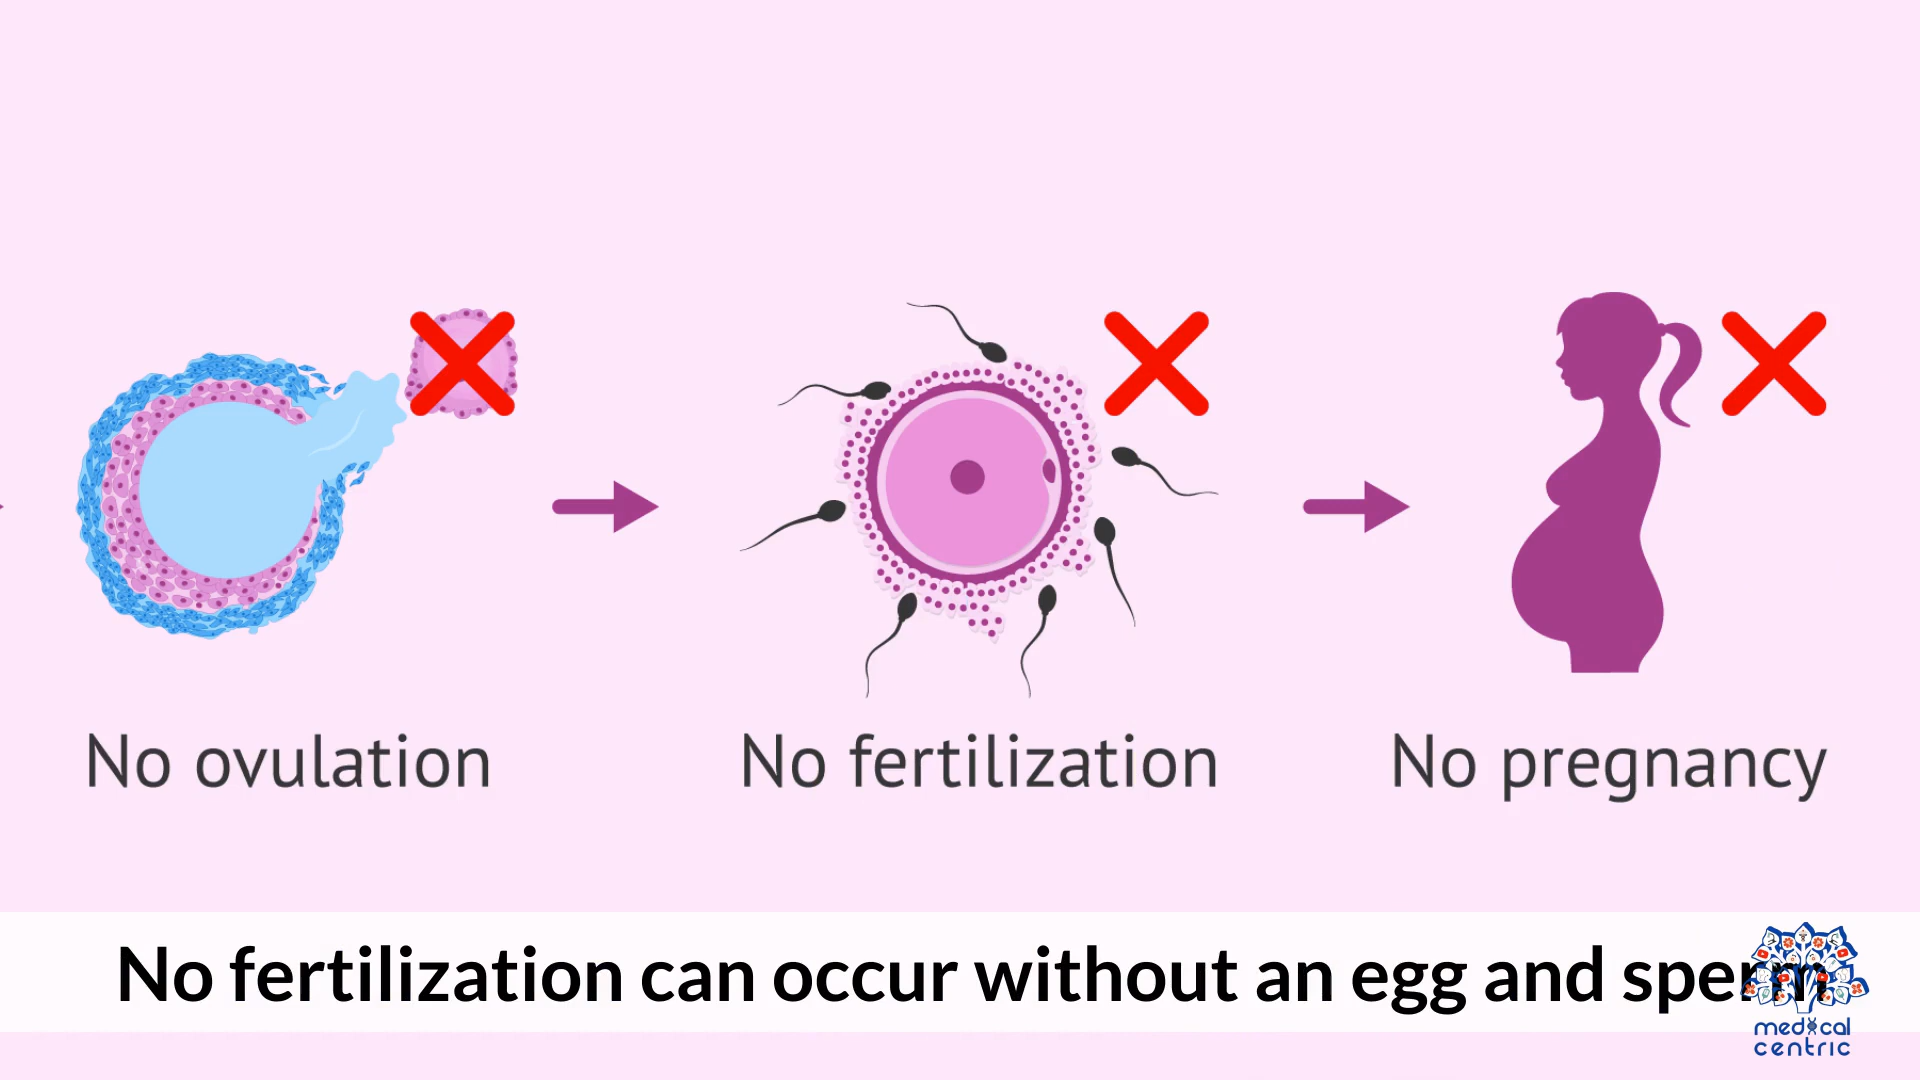 No ovulation
No fertilization
No pregnancy
No fertilization can occur without an egg and sperm
medical
centric